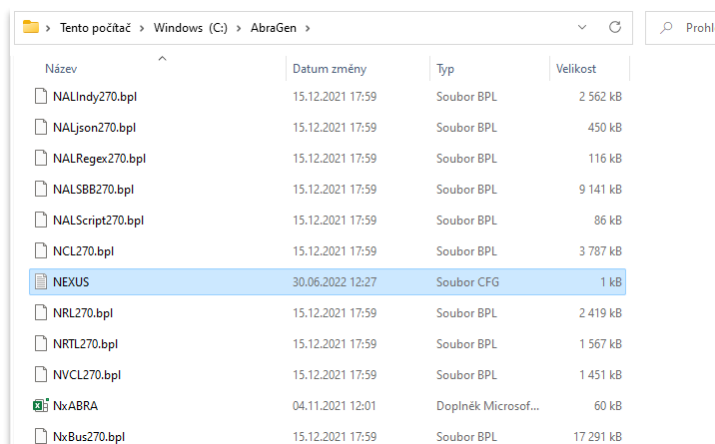 Tento počítač > Windows (C:) > AbraGen > Prohl
Název Datum změny Typ Velikost
NALIndy270.bpl 15.12.2021 17:59 Soubor BPL 2 562 kB
NALjson270.bpl 15.12.2021 17:59 Soubor BPL 450 kB
NALRegex270.bpl 15.12.2021 17:59 Soubor BPL 116 kB
NALSBB270.bpl 15.12.2021 17:59 Soubor BPL 9 141 kB
NALScript270.bpl 15.12.2021 17:59 Soubor BPL 86 kB
NCL270.bpl 15.12.2021 17:59 Soubor BPL 3 787 kB
NEXUS 30.06.2022 12:27 Soubor CFG 1 kB
NRL270.bpl 15.12.2021 17:59 Soubor BPL 2 419 kB
NRTL270.bpl 15.12.2021 17:59 Soubor BPL 1 567 kB
NVCL270.bpl 15.12.2021 17:59 Soubor BPL 1 451 kB
NxABRA 04.11.2021 12:01 Doplněk Microsof... 60 kB
NxBus270.bpl 15.12.2021 17:59 Soubor BPL 17 291 kB